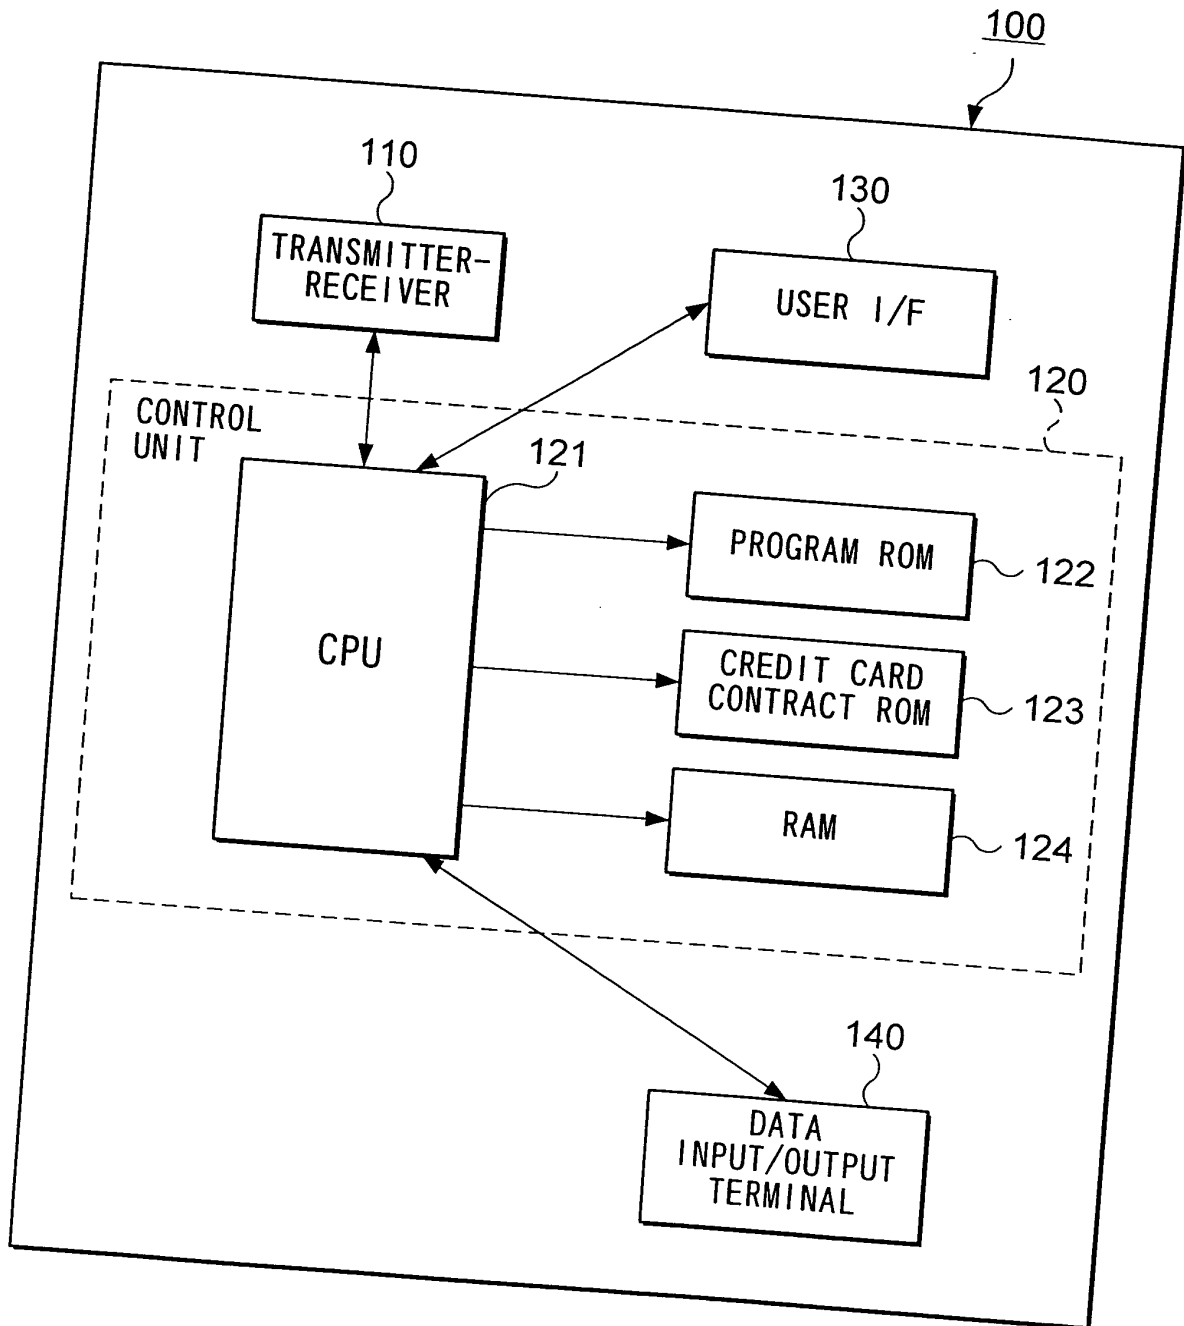 100
110
TRANSMITTER-
RECEIVER
130
USER I/F
120
CONTROL
UNIT
121
CPU
PROGRAM ROM
122
CREDIT CARD
CONTRACT ROM
123
RAM
124
140
DATA
INPUT/OUTPUT
TERMINAL